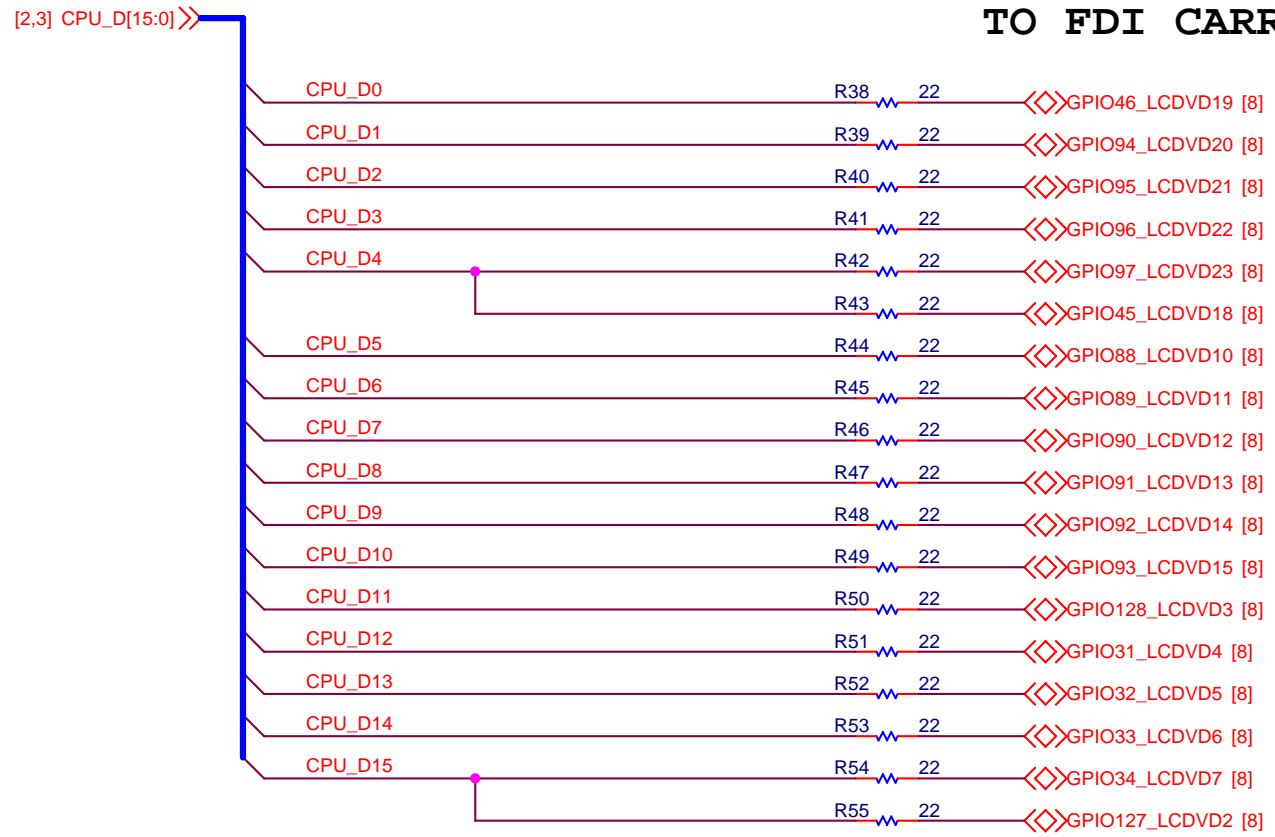 [2,3] CPU_D[15:0]
TO FDI CARR
CPU_D0 R38 22 GPIO46_LCDVD19 [8]
CPU_D1 R39 22 GPIO94_LCDVD20 [8]
CPU_D2 R40 22 GPIO95_LCDVD21 [8]
CPU_D3 R41 22 GPIO96_LCDVD22 [8]
CPU_D4 R42 22 GPIO97_LCDVD23 [8]
R43 22 GPIO45_LCDVD18 [8]
CPU_D5 R44 22 GPIO88_LCDVD10 [8]
CPU_D6 R45 22 GPIO89_LCDVD11 [8]
CPU_D7 R46 22 GPIO90_LCDVD12 [8]
CPU_D8 R47 22 GPIO91_LCDVD13 [8]
CPU_D9 R48 22 GPIO92_LCDVD14 [8]
CPU_D10 R49 22 GPIO93_LCDVD15 [8]
CPU_D11 R50 22 GPIO128_LCDVD3 [8]
CPU_D12 R51 22 GPIO31_LCDVD4 [8]
CPU_D13 R52 22 GPIO32_LCDVD5 [8]
CPU_D14 R53 22 GPIO33_LCDVD6 [8]
CPU_D15 R54 22 GPIO34_LCDVD7 [8]
R55 22 GPIO127_LCDVD2 [8]